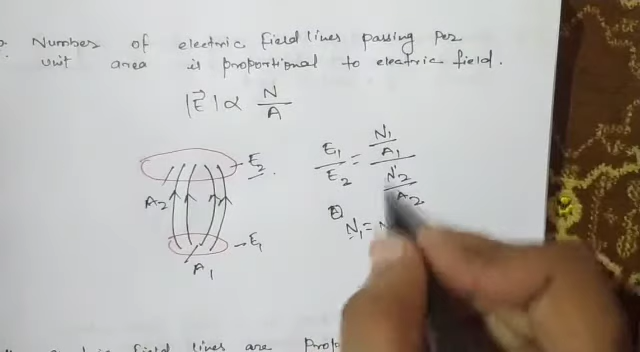 Number of electric field lines passing per
unit area is proportional to electric field.
|E⃗| ∝ N/A
E₂
A₂
E₁
A₁
E₁/E₂ = (N₁/A₁)/(N₂/A₂)
N₁ = N
field lines are